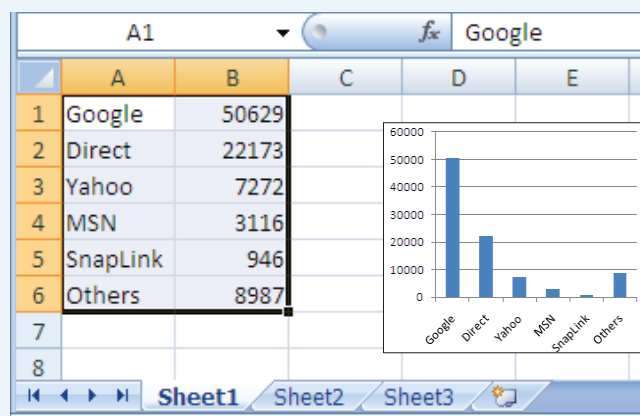 A1 fx Google
A B C D E
1 Google 50629
2 Direct 22173
3 Yahoo 7272
4 MSN 3116
5 SnapLink 946
6 Others 8987
7
8
60000
50000
40000
30000
20000
10000
0
Google Direct Yahoo MSN SnapLink Others
Sheet1 Sheet2 Sheet3